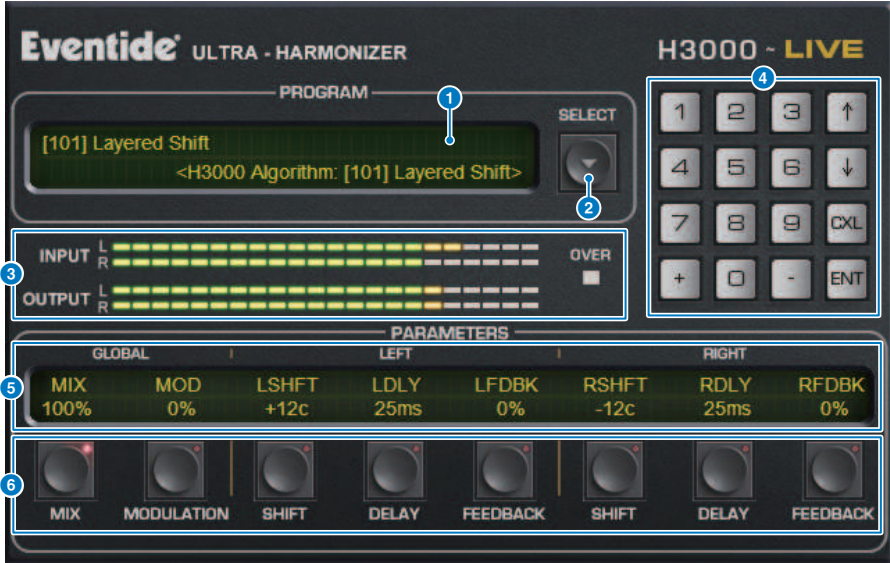 Eventide® ULTRA - HARMONIZER
H3000 ~ LIVE
PROGRAM
1
SELECT
[101] Layered Shift
<H3000 Algorithm: [101] Layered Shift>
2
4
1 2 3 ↑
4 5 6 ↓
7 8 9 CXL
+ 0 - ENT
3
INPUT L
R
OVER
OUTPUT L
R
PARAMETERS
GLOBAL LEFT RIGHT
5
MIX MOD LSHFT LDLY LFDBK RSHFT RDLY RFDBK
100% 0% +12c 25ms 0% -12c 25ms 0%
6
MIX MODULATION SHIFT DELAY FEEDBACK SHIFT DELAY FEEDBACK